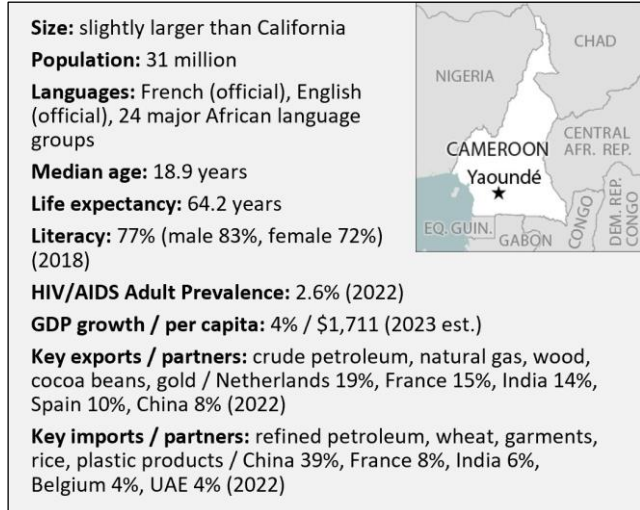 Size: slightly larger than California
Population: 31 million
Languages: French (official), English
(official), 24 major African language
groups
Median age: 18.9 years
Life expectancy: 64.2 years
Literacy: 77% (male 83%, female 72%)
(2018)
HIV/AIDS Adult Prevalence: 2.6% (2022)
GDP growth / per capita: 4% / $1,711 (2023 est.)
Key exports / partners: crude petroleum, natural gas, wood,
cocoa beans, gold / Netherlands 19%, France 15%, India 14%,
Spain 10%, China 8% (2022)
Key imports / partners: refined petroleum, wheat, garments,
rice, plastic products / China 39%, France 8%, India 6%,
Belgium 4%, UAE 4% (2022)
CHAD
NIGERIA
CENTRAL
AFR. REP.
CAMEROON
Yaoundé
EQ. GUIN.
GABON
CONGO
DEM. REP.
CONGO